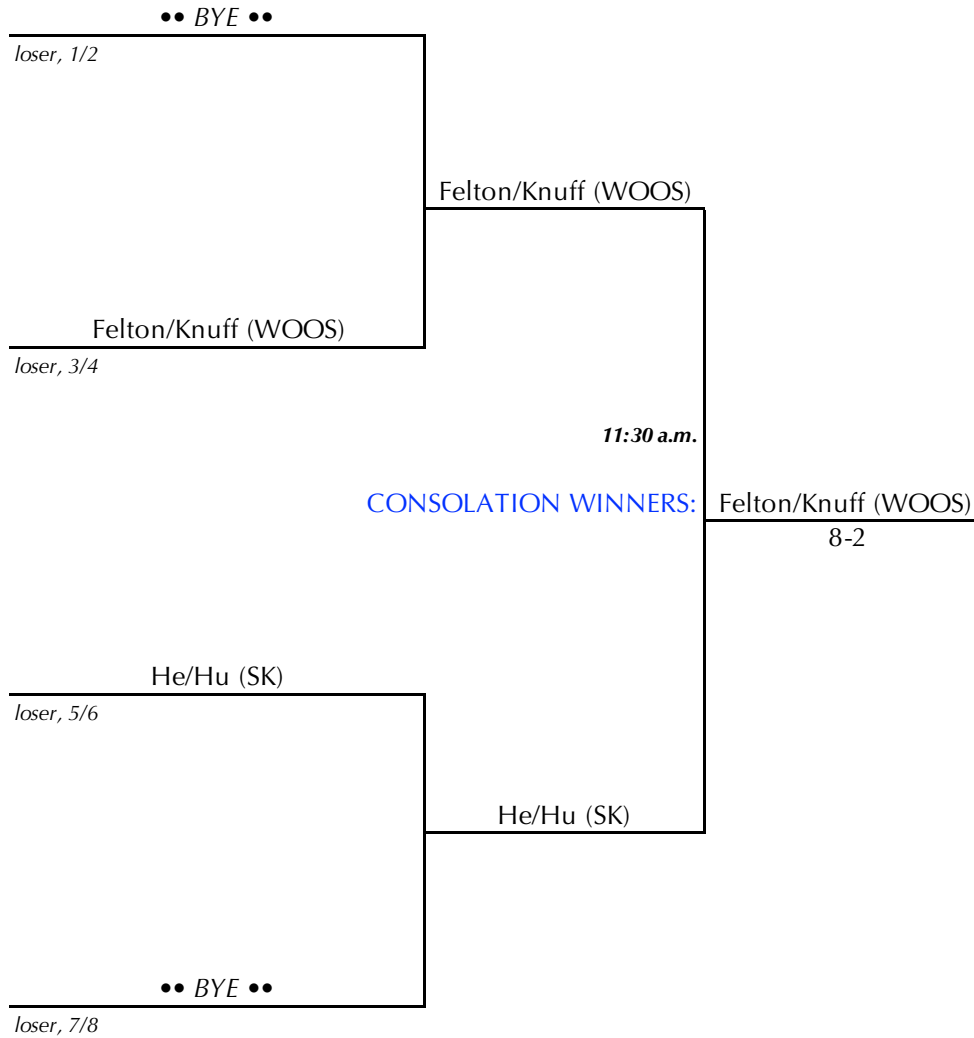 •• BYE ••
loser, 1/2
Felton/Knuff (WOOS)
Felton/Knuff (WOOS)
loser, 3/4
11:30 a.m.
CONSOLATION WINNERS:
Felton/Knuff (WOOS)
8-2
He/Hu (SK)
loser, 5/6
He/Hu (SK)
•• BYE ••
loser, 7/8